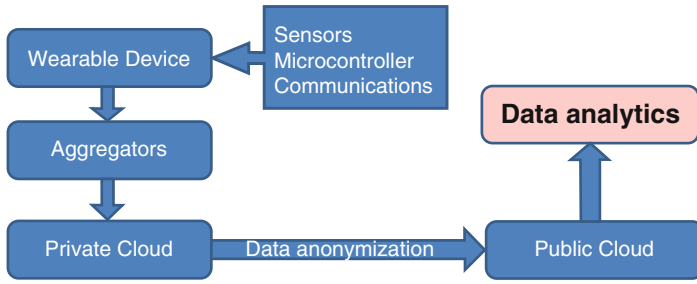 Wearable Device
Sensors
Microcontroller
Communications
Aggregators
Data analytics
Private Cloud
Data anonymization
Public Cloud